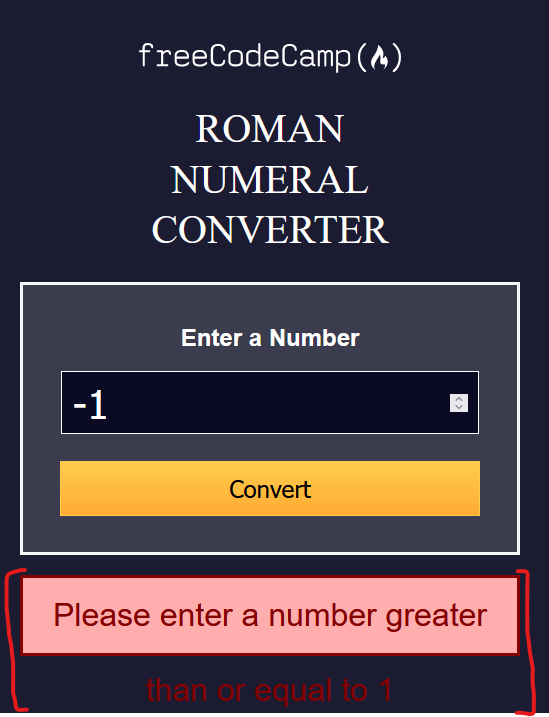 freeCodeCamp(🔥)
ROMAN
NUMERAL
CONVERTER
Enter a Number
-1
Convert
Please enter a number greater
than or equal to 1